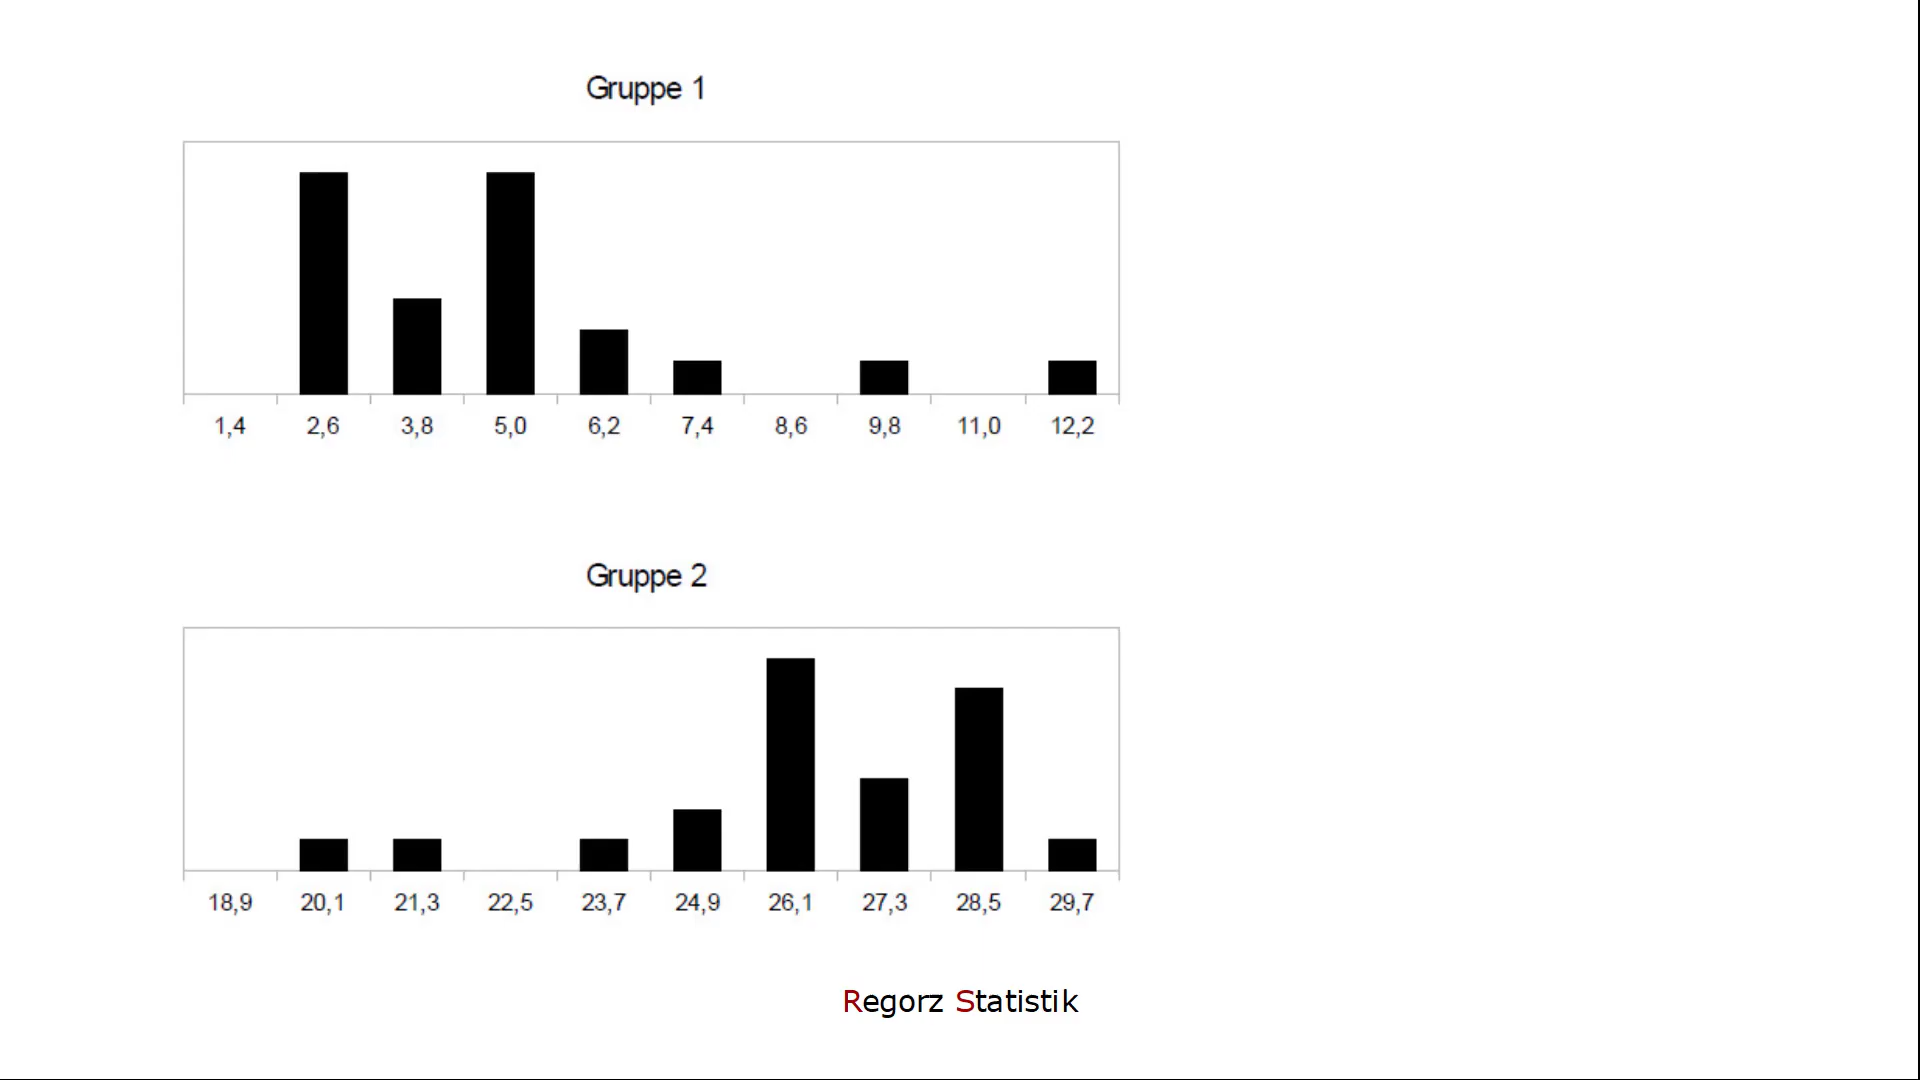 Gruppe 1
1,4 2,6 3,8 5,0 6,2 7,4 8,6 9,8 11,0 12,2
Gruppe 2
18,9 20,1 21,3 22,5 23,7 24,9 26,1 27,3 28,5 29,7
Regorz Statistik